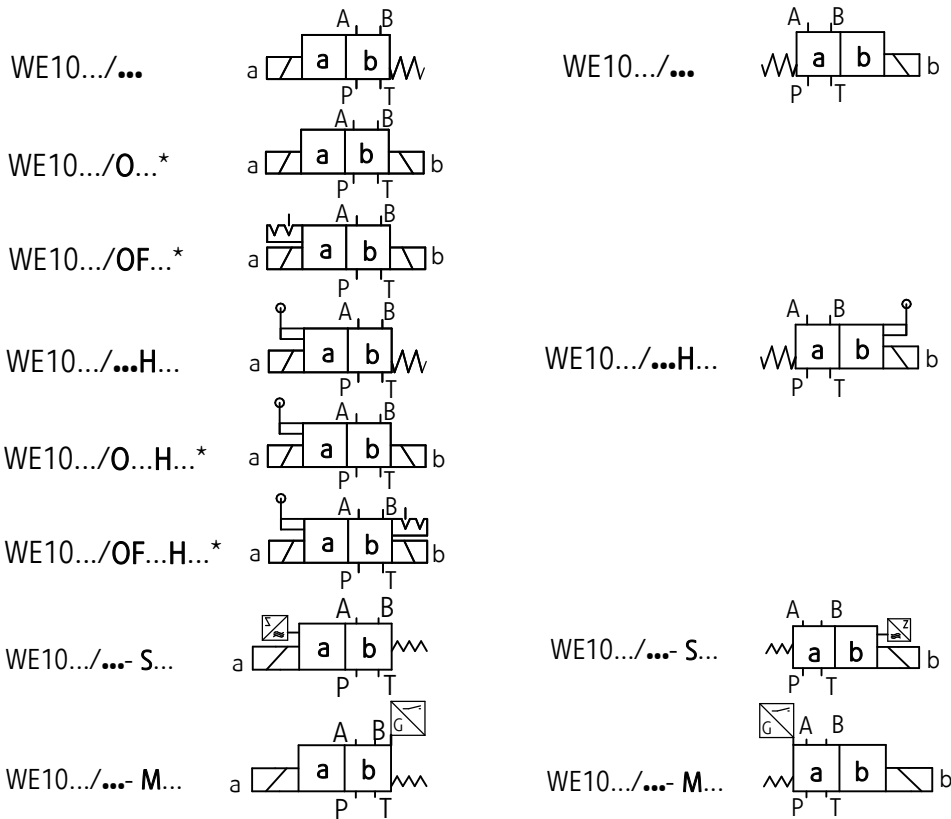 A B
WE10.../••• a a b
P T
A B
WE10.../••• a b b
P T
A B
WE10.../O...* a a b b
P T
A B
WE10.../OF...* a a b b
P T
A B
WE10.../•••H... a a b
P T
A B
WE10.../•••H... a b b
P T
A B
WE10.../O...H...* a a b b
P T
A B
WE10.../OF...H...* a a b b
P T
A B
WE10.../•••- S... a a b
P T
A B
WE10.../•••- S... a b b
P T
A B G
WE10.../•••- M... a a b
P T
G A B
WE10.../•••- M... a b b
P T